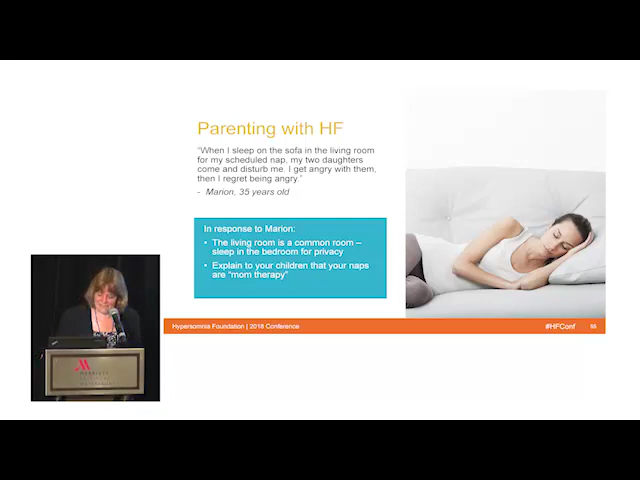 Parenting with HF
“When I sleep on the sofa in the living room
for my scheduled nap, my two daughters
come and disturb me. I get angry with them,
then I regret being angry.”
- Marion, 35 years old
In response to Marion:
• The living room is a common room –
sleep in the bedroom for privacy
• Explain to your children that your naps
are “mom therapy”
Hypersomnia Foundation | 2018 Conference
#HFConf
55
Marriott